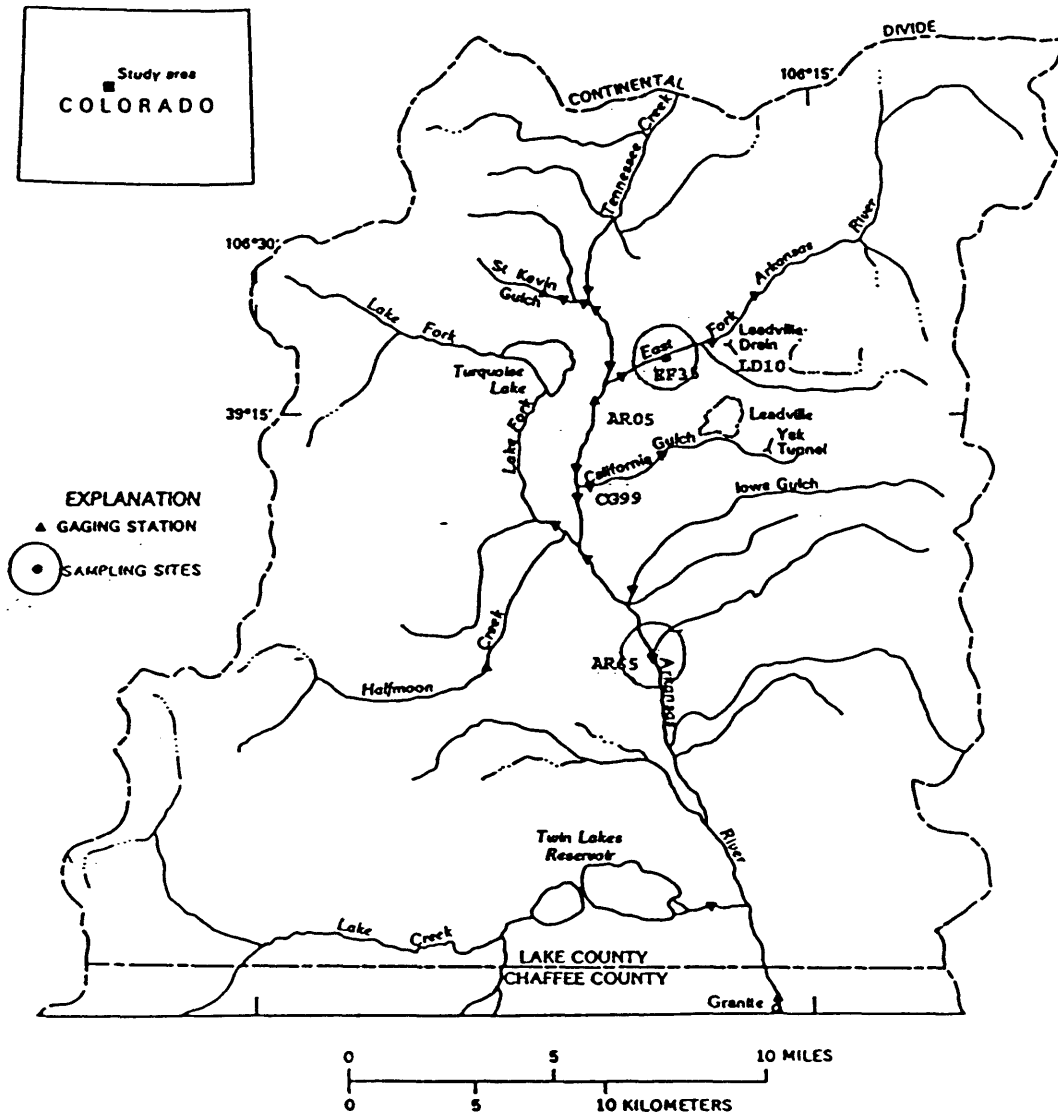 Study area
COLORADO
CONTINENTAL
DIVIDE
106°15′
Tennessee Creek
106°30′
St. Kevin
Gulch
Lake Fork
Arkansas River
East Fork
Leadville
Drain
EF35
LD10
Turquoise
Lake
39°15′
AR05
Lake Fork
Leadville
California Gulch
Yak
Tunnel
CG99
Iowa Gulch
EXPLANATION
GAGING STATION
SAMPLING SITES
Halfmoon Creek
AR65
Arkansas River
Twin Lakes
Reservoir
Lake Creek
LAKE COUNTY
CHAFFEE COUNTY
Granite
0 5 10 MILES
0 5 10 KILOMETERS